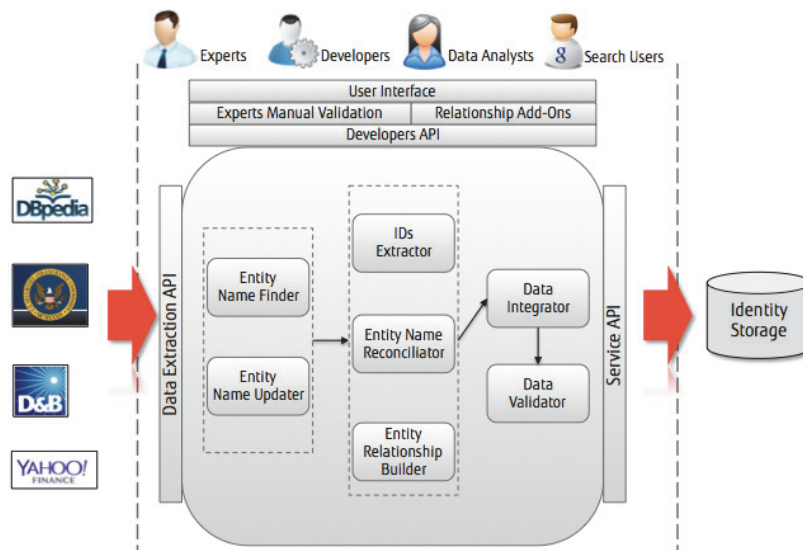 Experts
Developers
Data Analysts
8
Search Users
User Interface
Experts Manual Validation
Relationship Add-Ons
Developers API
DBpedia
D&B
YAHOO!
FINANCE
Data Extraction API
Entity
Name Finder
Entity
Name Updater
IDs
Extractor
Entity Name
Reconciliator
Entity
Relationship
Builder
Data
Integrator
Data
Validator
Service API
Identity
Storage